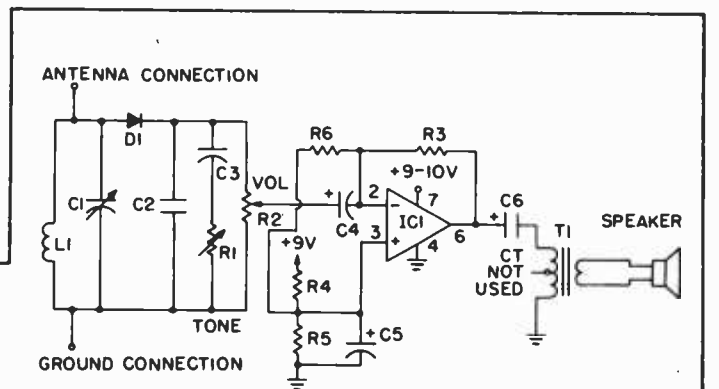 ANTENNA CONNECTION
D1
C1
C2
C3
L1
R1
VOL
R2
TONE
GROUND CONNECTION
R6
R3
+9-10V
+
C4
2
-
7
IC1
3
+
4
6
+9V
R4
R5
+
C5
+
C6
T1
SPEAKER
CT
NOT
USED